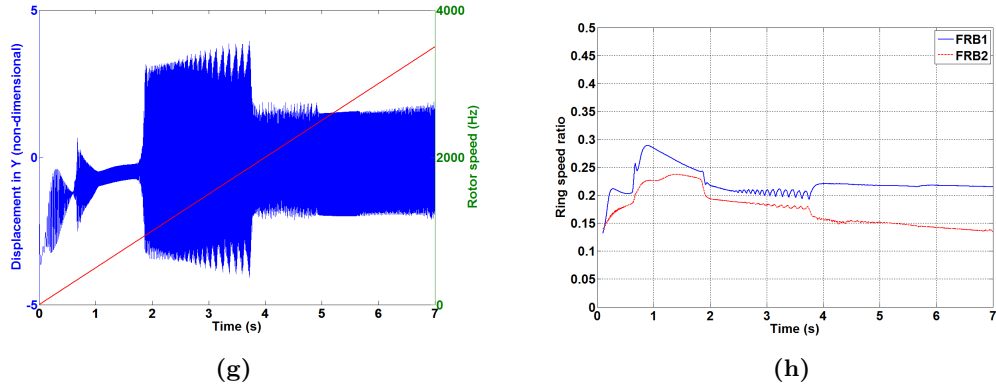 5
0
-5
Displacement in Y (non-dimensional)
4000
2000
0
Rotor speed (Hz)
0 1 2 3 4 5 6 7
Time (s)
(g)
0.5
0.45
0.4
0.35
0.3
0.25
0.2
0.15
0.1
0.05
0
Ring speed ratio
FRB1
FRB2
0 1 2 3 4 5 6 7
Time (s)
(h)